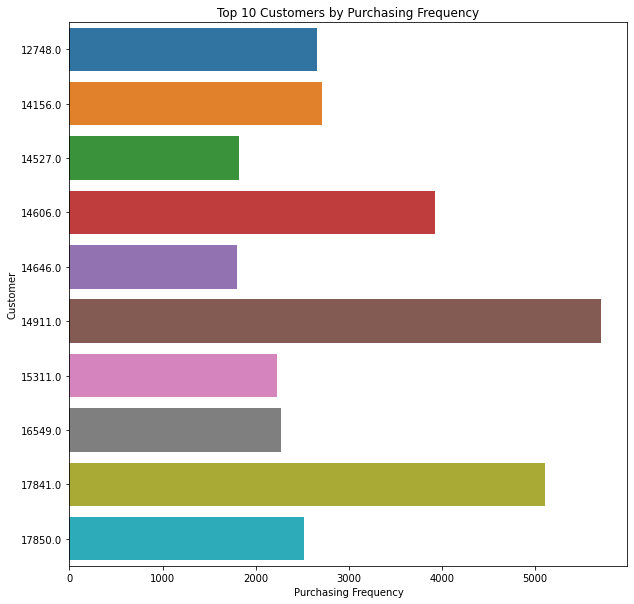 Top 10 Customers by Purchasing Frequency
12748.0
14156.0
14527.0
14606.0
14646.0
14911.0
15311.0
16549.0
17841.0
17850.0
Customer
0 1000 2000 3000 4000 5000
Purchasing Frequency